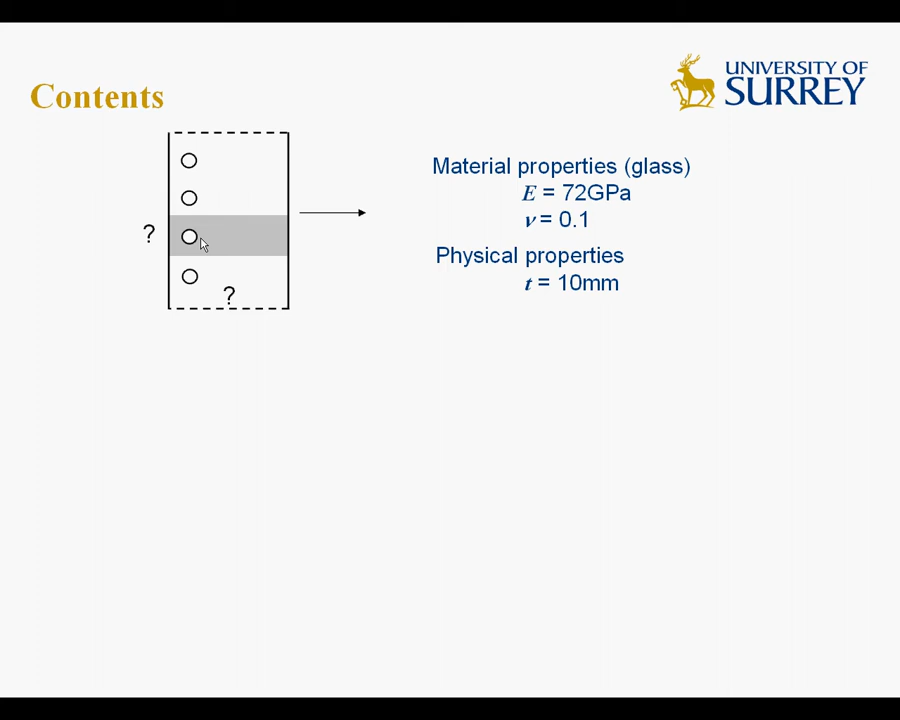 UNIVERSITY OF
SURREY
Contents
Material properties (glass)
E = 72GPa
ν = 0.1
?
Physical properties
t = 10mm
?